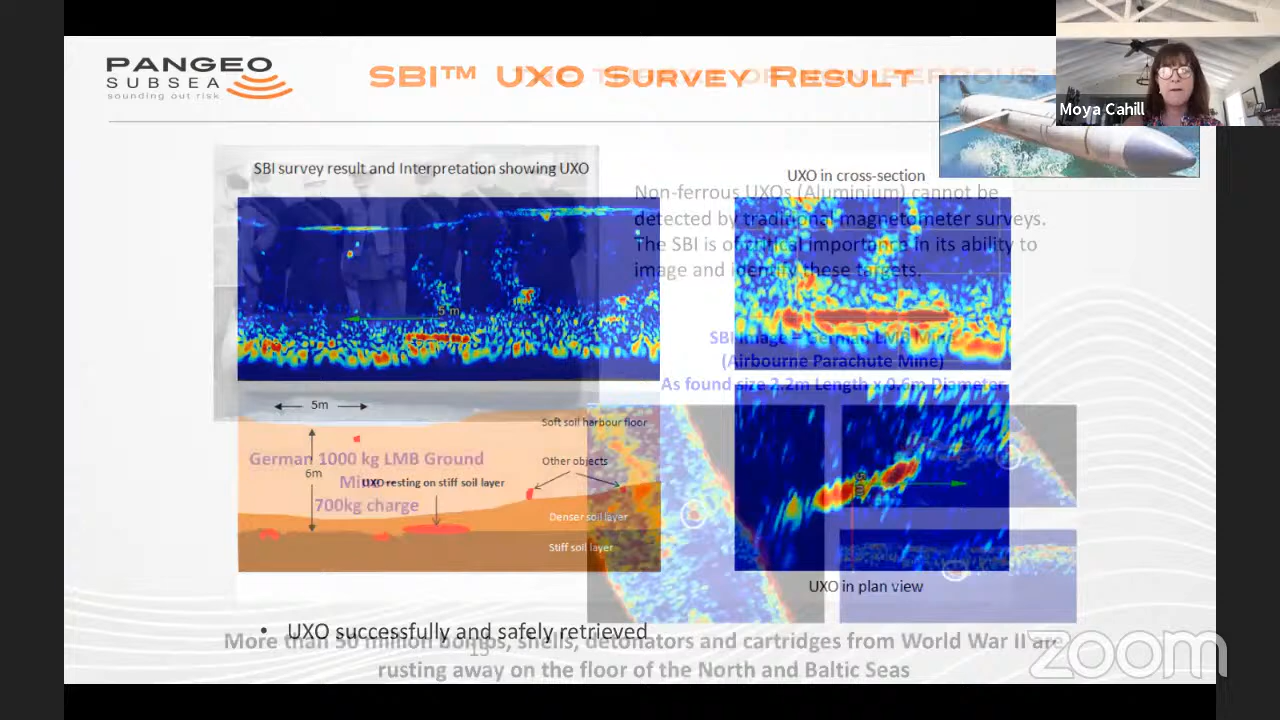 PANGEO
SUBSEA
sounding out risk
SBI™ UXO SURVEY RESULT
Moya Cahill
SBI survey result and Interpretation showing UXO
UXO in cross-section
Non-ferrous UXOs (Aluminium) cannot be
detected by traditional magnetometer surveys.
The SBI is of critical importance in its ability to
image and identify these targets.
5 m
SBI Image – German LMB Mine
(Airbourne Parachute Mine)
As found size 2.2m Length x 0.6m Diameter
5m
Soft soil harbour floor
German 1000 kg LMB Ground
Mine
700kg charge
6m
Other objects
UXO resting on stiff soil layer
Denser soil layer
Stiff soil layer
UXO in plan view
• UXO successfully and safely retrieved
More than 50 million bombs, shells, detonators and cartridges from World War II are
rusting away on the floor of the North and Baltic Seas
zoom